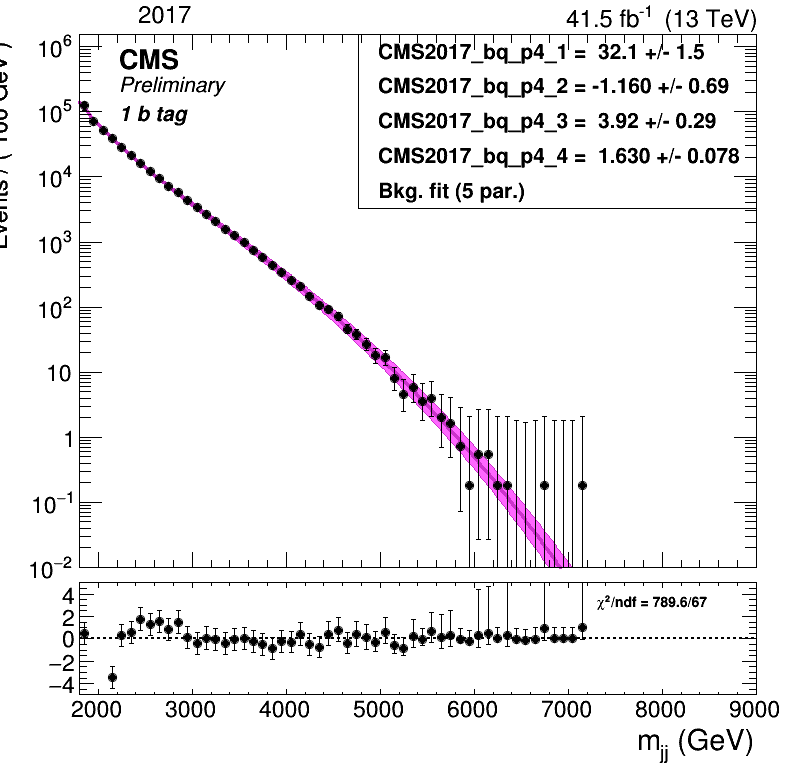 2017
41.5 fb⁻¹ (13 TeV)
CMS
Preliminary
1 b tag
CMS2017_bq_p4_1 = 32.1 +/- 1.5
CMS2017_bq_p4_2 = -1.160 +/- 0.69
CMS2017_bq_p4_3 = 3.92 +/- 0.29
CMS2017_bq_p4_4 = 1.630 +/- 0.078
Bkg. fit (5 par.)
10⁶
10⁵
10⁴
10³
10²
10
1
10⁻¹
10⁻²
Events / ( 100 GeV )
χ²/ndf = 789.6/67
4
2
0
−2
−4
2000 3000 4000 5000 6000 7000 8000 9000
m_jj (GeV)